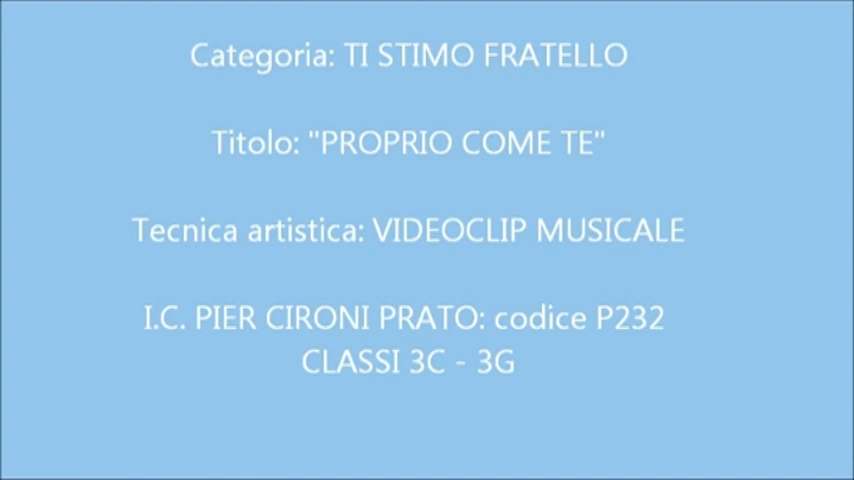 Categoria: TI STIMO FRATELLO
Titolo: "PROPRIO COME TE"
Tecnica artistica: VIDEOCLIP MUSICALE
I.C. PIER CIRONI PRATO: codice P232
CLASSI 3C - 3G